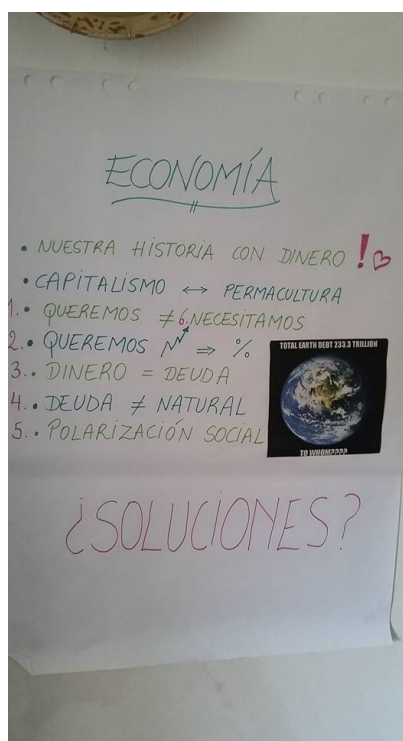 ECONOMÍA
• NUESTRA HISTORIA CON DINERO !
• CAPITALISMO ↔ PERMACULTURA
1. • QUEREMOS ≠ 6. NECESITAMOS
2. • QUEREMOS ⇒ %
3. • DINERO = DEUDA
4. • DEUDA ≠ NATURAL
5. • POLARIZACIÓN SOCIAL
TOTAL EARTH DEBT 233.3 TRILLION
TO WHOM????
¿SOLUCIONES?